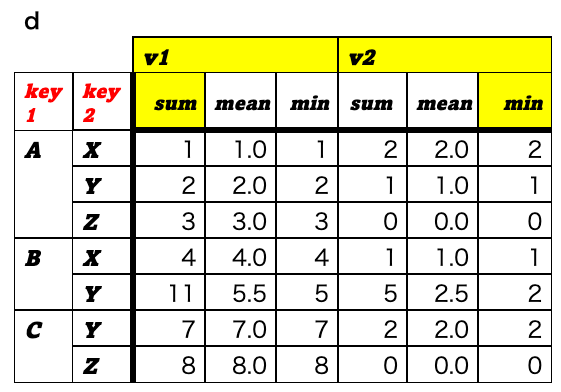 d
v1 v2
key 1 key 2 sum mean min sum mean min
A X 1 1.0 1 2 2.0 2
Y 2 2.0 2 1 1.0 1
Z 3 3.0 3 0 0.0 0
B X 4 4.0 4 1 1.0 1
Y 11 5.5 5 5 2.5 2
C Y 7 7.0 7 2 2.0 2
Z 8 8.0 8 0 0.0 0